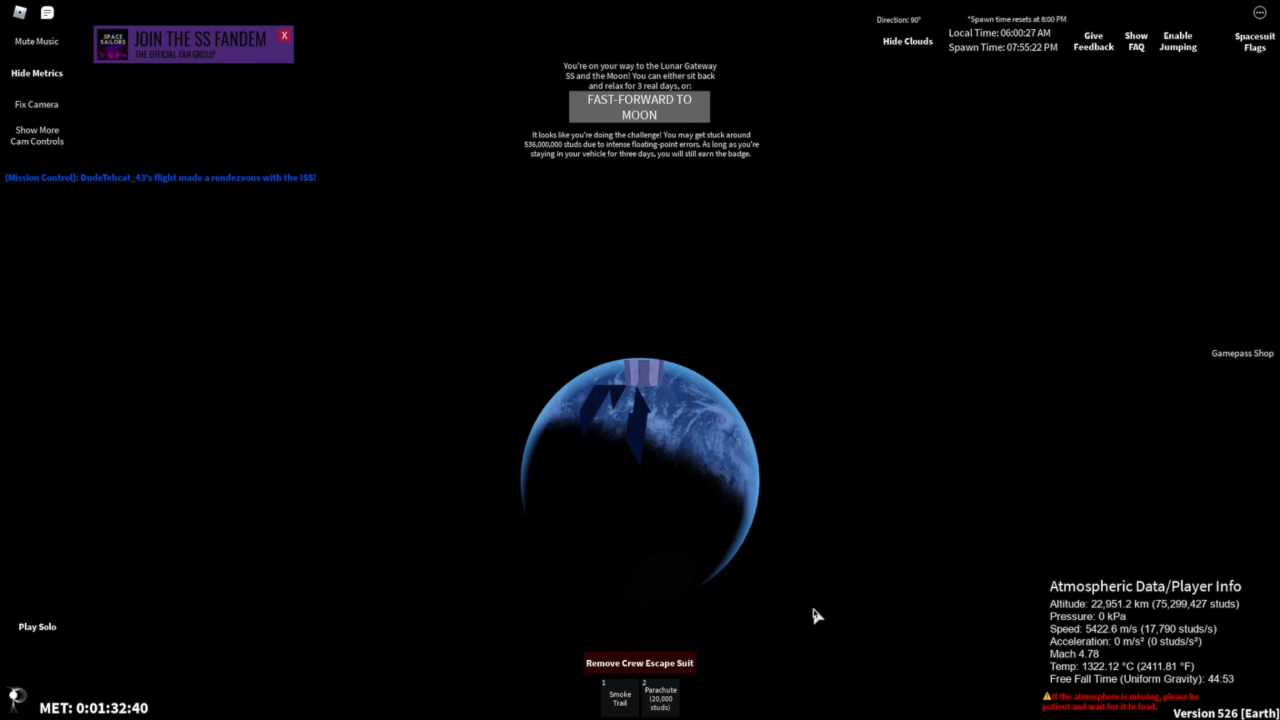 Direction: 90°
*Spawn time resets at 8:00 PM
Mute Music
SPACE SAILORS
JOIN THE SS FANDEM
X
THE OFFICIAL FAN GROUP
Hide Clouds
Local Time: 06:00:27 AM
Spawn Time: 07:55:22 PM
Give
Feedback
Show
FAQ
Enable
Jumping
Spacesuit
Flags
Hide Metrics
You're on your way to the Lunar Gateway
SS and the Moon! You can either sit back
and relax for 3 real days, or:
FAST-FORWARD TO
MOON
Fix Camera
Show More
Cam Controls
It looks like you're doing the challenge! You may get stuck around
536,000,000 studs due to intense floating-point errors. As long as you're
staying in your vehicle for three days, you will still earn the badge.
[Mission Control]: DudeTehcat_43's flight made a rendezvous with the ISS!
Gamepass Shop
Atmospheric Data/Player Info
Altitude: 22,951.2 km (75,299,427 studs)
Pressure: 0 kPa
Speed: 5422.6 m/s (17,790 studs/s)
Acceleration: 0 m/s² (0 studs/s²)
Mach 4.78
Temp: 1322.12 °C (2411.81 °F)
Free Fall Time (Uniform Gravity): 44:53
⚠️If the atmosphere is missing, please be
patient and wait for it to load.
Version 526 [Earth]
Play Solo
Remove Crew Escape Suit
1
Smoke
Trail
2
Parachute
(20,000
studs)
MET: 0:01:32:40